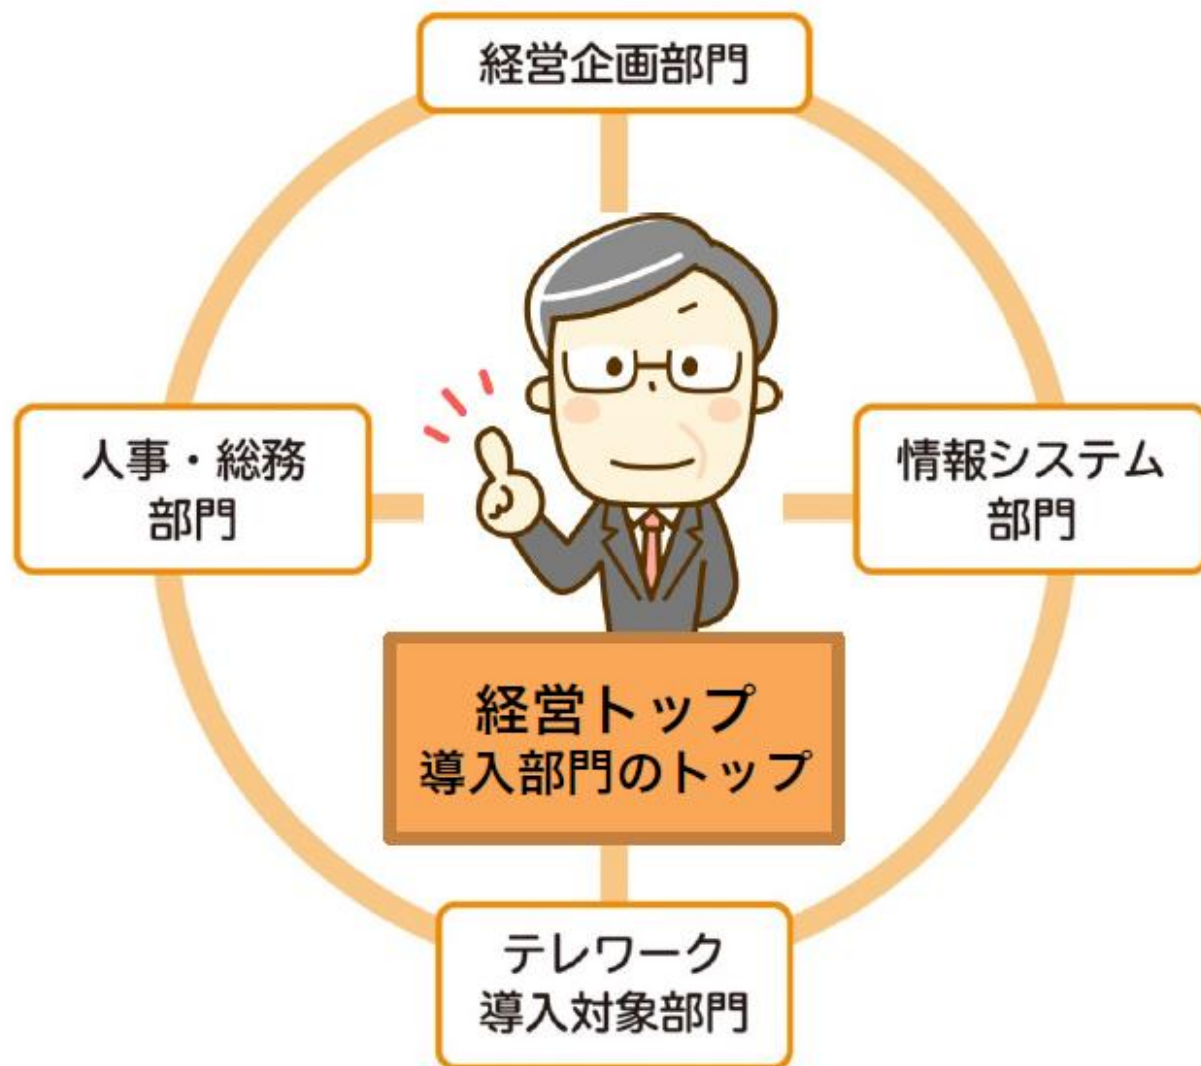 経営企画部門
人事・総務
部門
情報システム
部門
経営トップ
導入部門のトップ
テレワーク
導入対象部門